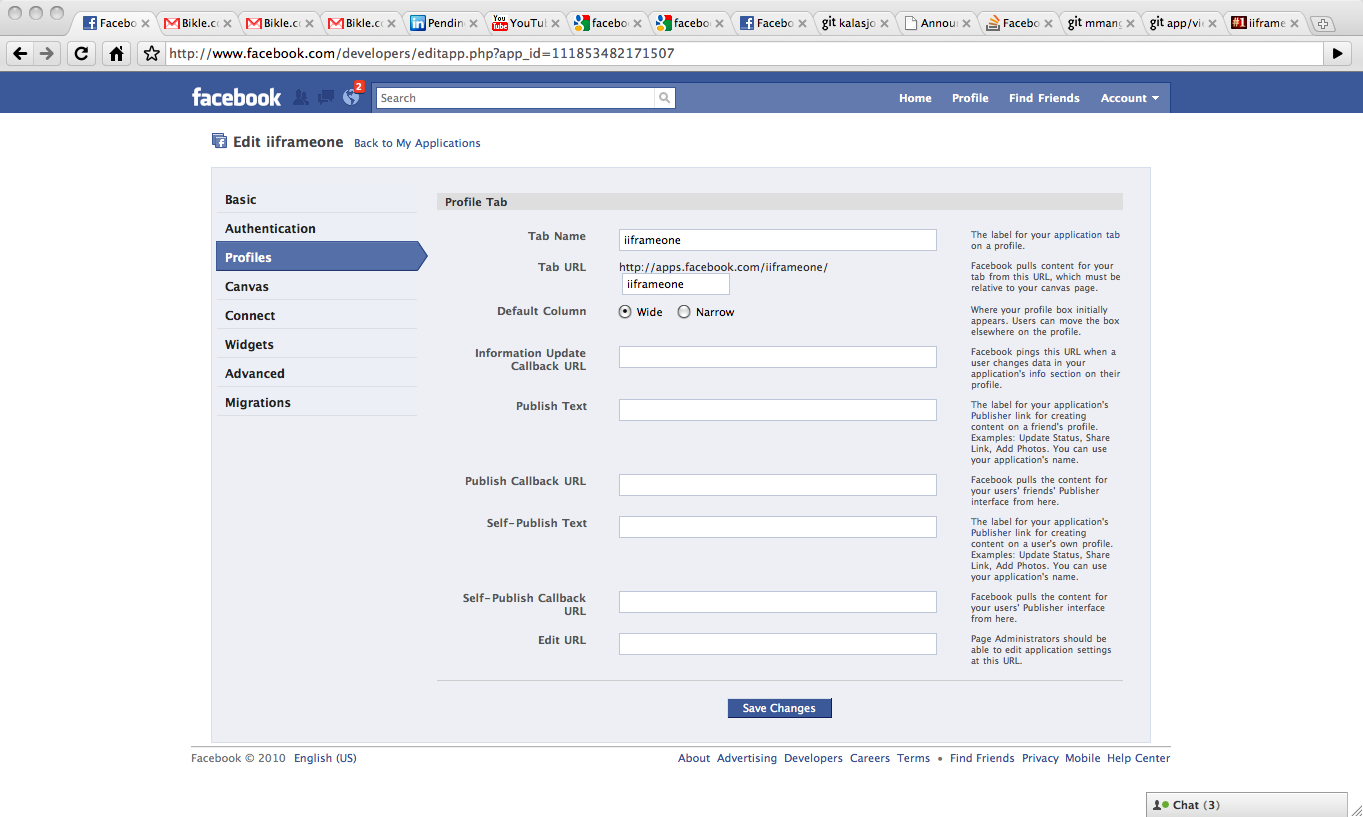 Facebo
Bikle.c
Bikle.c
Bikle.c
in Pendin
You Tube YouTu
faceboo
faceboo
Facebo
git kalasjo
Annou
Facebo
git mmang
git app/vie
#1 iiframe
http://www.facebook.com/developers/editapp.php?app_id=111853482171507
facebook
2
Search
Home Profile Find Friends Account
Edit iiframeone Back to My Applications
Basic
Authentication
Profiles
Canvas
Connect
Widgets
Advanced
Migrations
Profile Tab
Tab Name
iiframeone
The label for your application tab
on a profile.
Tab URL
http://apps.facebook.com/iiframeone/
iiframeone
Facebook pulls content for your
tab from this URL, which must be
relative to your canvas page.
Default Column
Wide Narrow
Where your profile box initially
appears. Users can move the box
elsewhere on the profile.
Information Update
Callback URL
Facebook pings this URL when a
user changes data in your
application's info section on their
profile.
Publish Text
The label for your application's
Publisher link for creating
content on a friend's profile.
Examples: Update Status, Share
Link, Add Photos. You can use
your application's name.
Publish Callback URL
Facebook pulls the content for
your users' friends' Publisher
interface from here.
Self-Publish Text
The label for your application's
Publisher link for creating
content on a user's own profile.
Examples: Update Status, Share
Link, Add Photos. You can use
your application's name.
Self-Publish Callback
URL
Facebook pulls the content for
your users' Publisher interface
from here.
Edit URL
Page Administrators should be
able to edit application settings
at this URL.
Save Changes
Facebook © 2010 English (US)
About Advertising Developers Careers Terms • Find Friends Privacy Mobile Help Center
Chat (3)